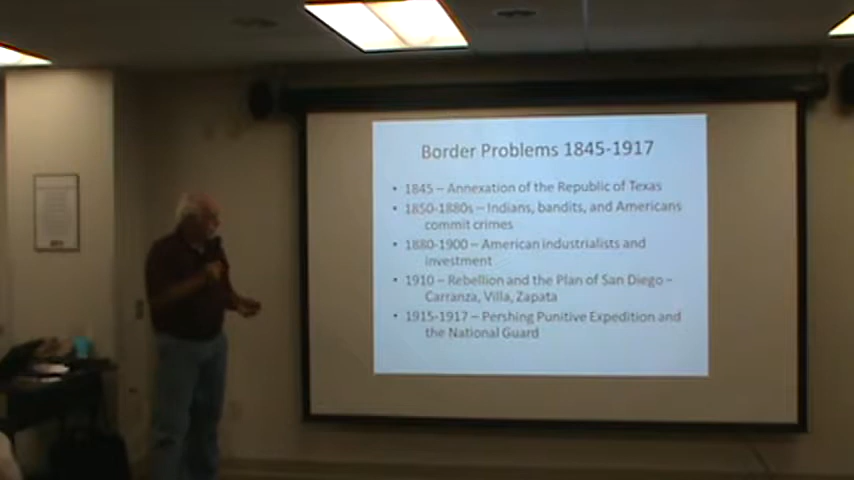 Border Problems 1845-1917
• 1845 – Annexation of the Republic of Texas
• 1850-1880s – Indians, bandits, and Americans
commit crimes
• 1880-1900 – American industrialists and
investment
• 1910 – Rebellion and the Plan of San Diego –
Carranza, Villa, Zapata
• 1915-1917 – Pershing Punitive Expedition and
the National Guard